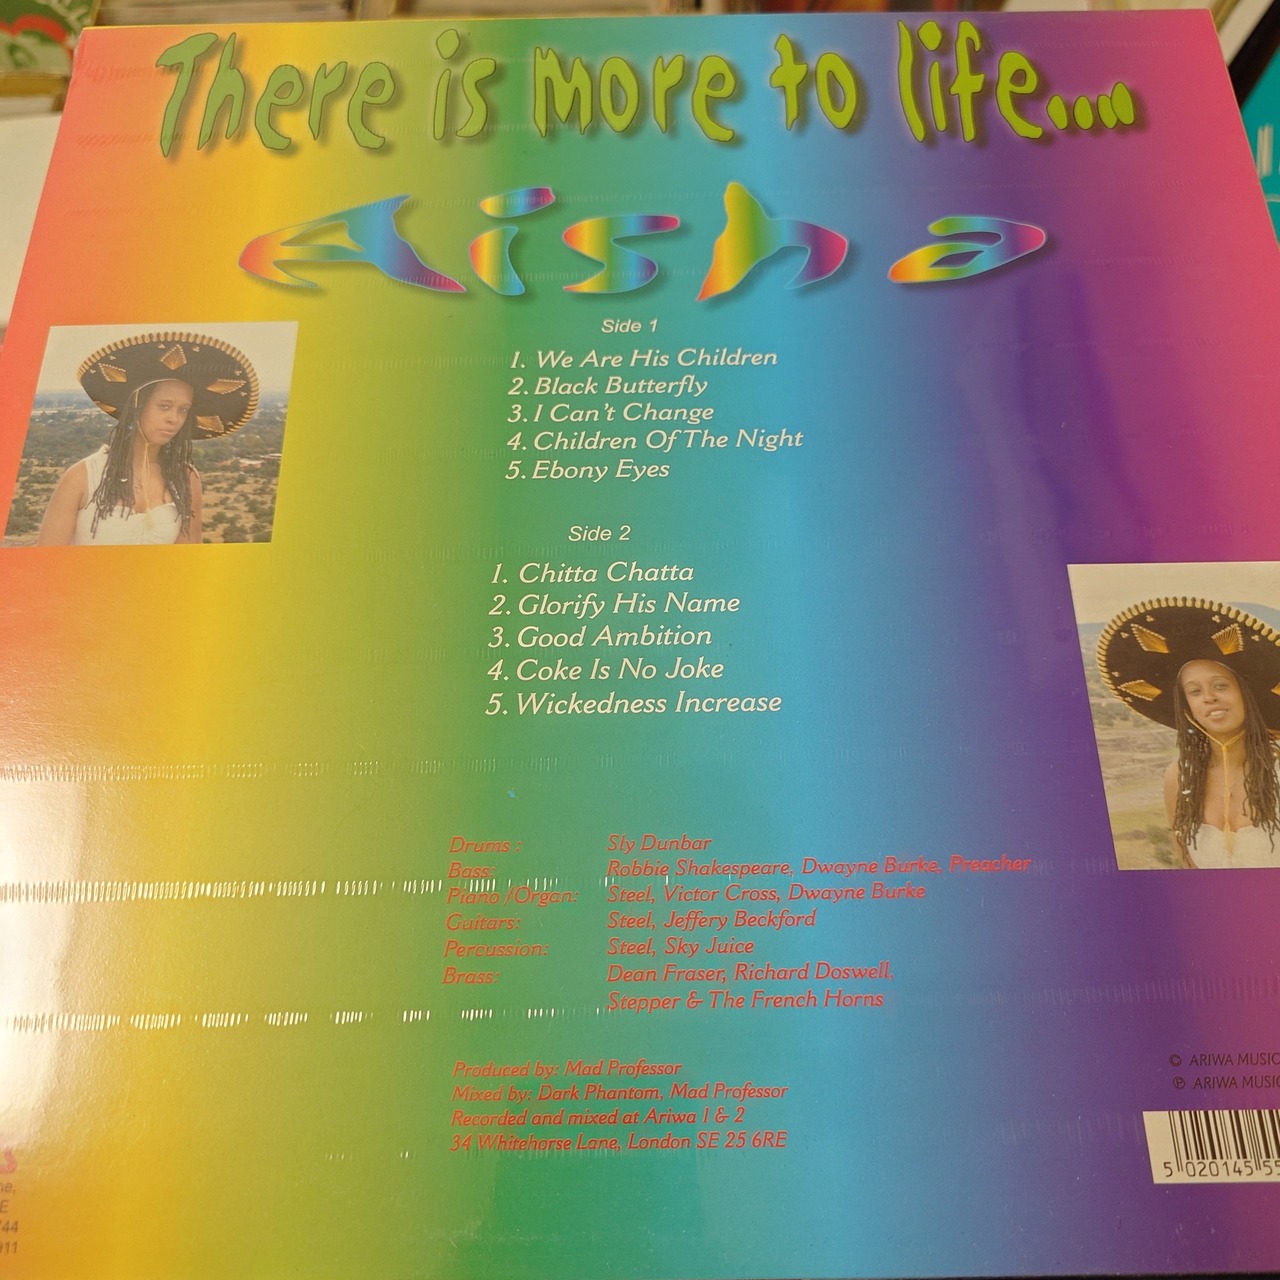 There is more to life....
Aisha
Side 1
1. We Are His Children
2. Black Butterfly
3. I Can't Change
4. Children Of The Night
5. Ebony Eyes
Side 2
1. Chitta Chatta
2. Glorify His Name
3. Good Ambition
4. Coke Is No Joke
5. Wickedness Increase
Drums : Sly Dunbar
Bass: Robbie Shakespeare, Dwayne Burke, Preacher
Piano /Organ: Steel, Victor Cross, Dwayne Burke
Guitars: Steel, Jeffery Beckford
Percussion: Steel, Sky Juice
Brass: Dean Fraser, Richard Doswell,
Stepper & The French Horns
Produced by: Mad Professor
Mixed by: Dark Phantom, Mad Professor
Recorded and mixed at Ariwa 1 & 2
34 Whitehorse Lane, London SE 25 6RE
© ARIWA MUSIC
℗ ARIWA MUSIC
5 020145 55